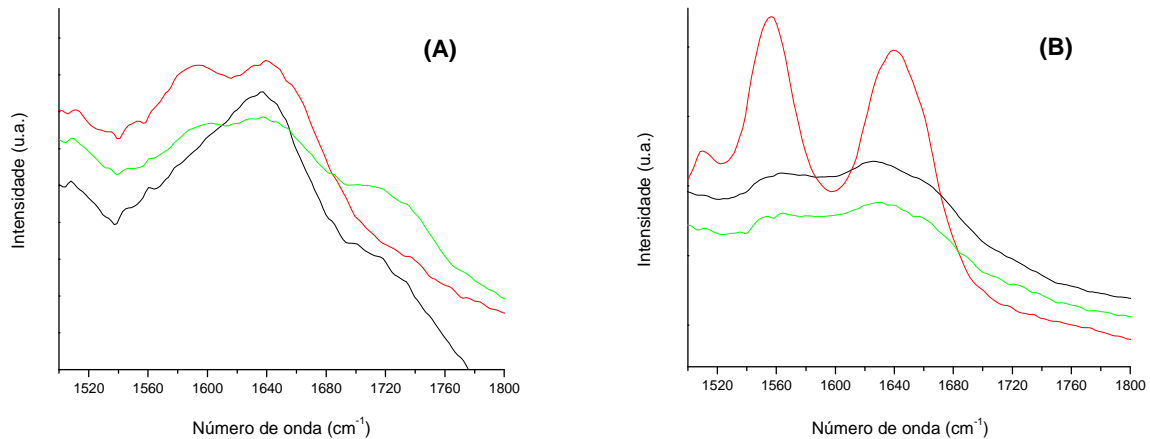 (A)
Intensidade (u.a.)
1520 1560 1600 1640 1680 1720 1760 1800
Número de onda (cm⁻¹)
(B)
Intensidade (u.a.)
1520 1560 1600 1640 1680 1720 1760 1800
Número de onda (cm⁻¹)